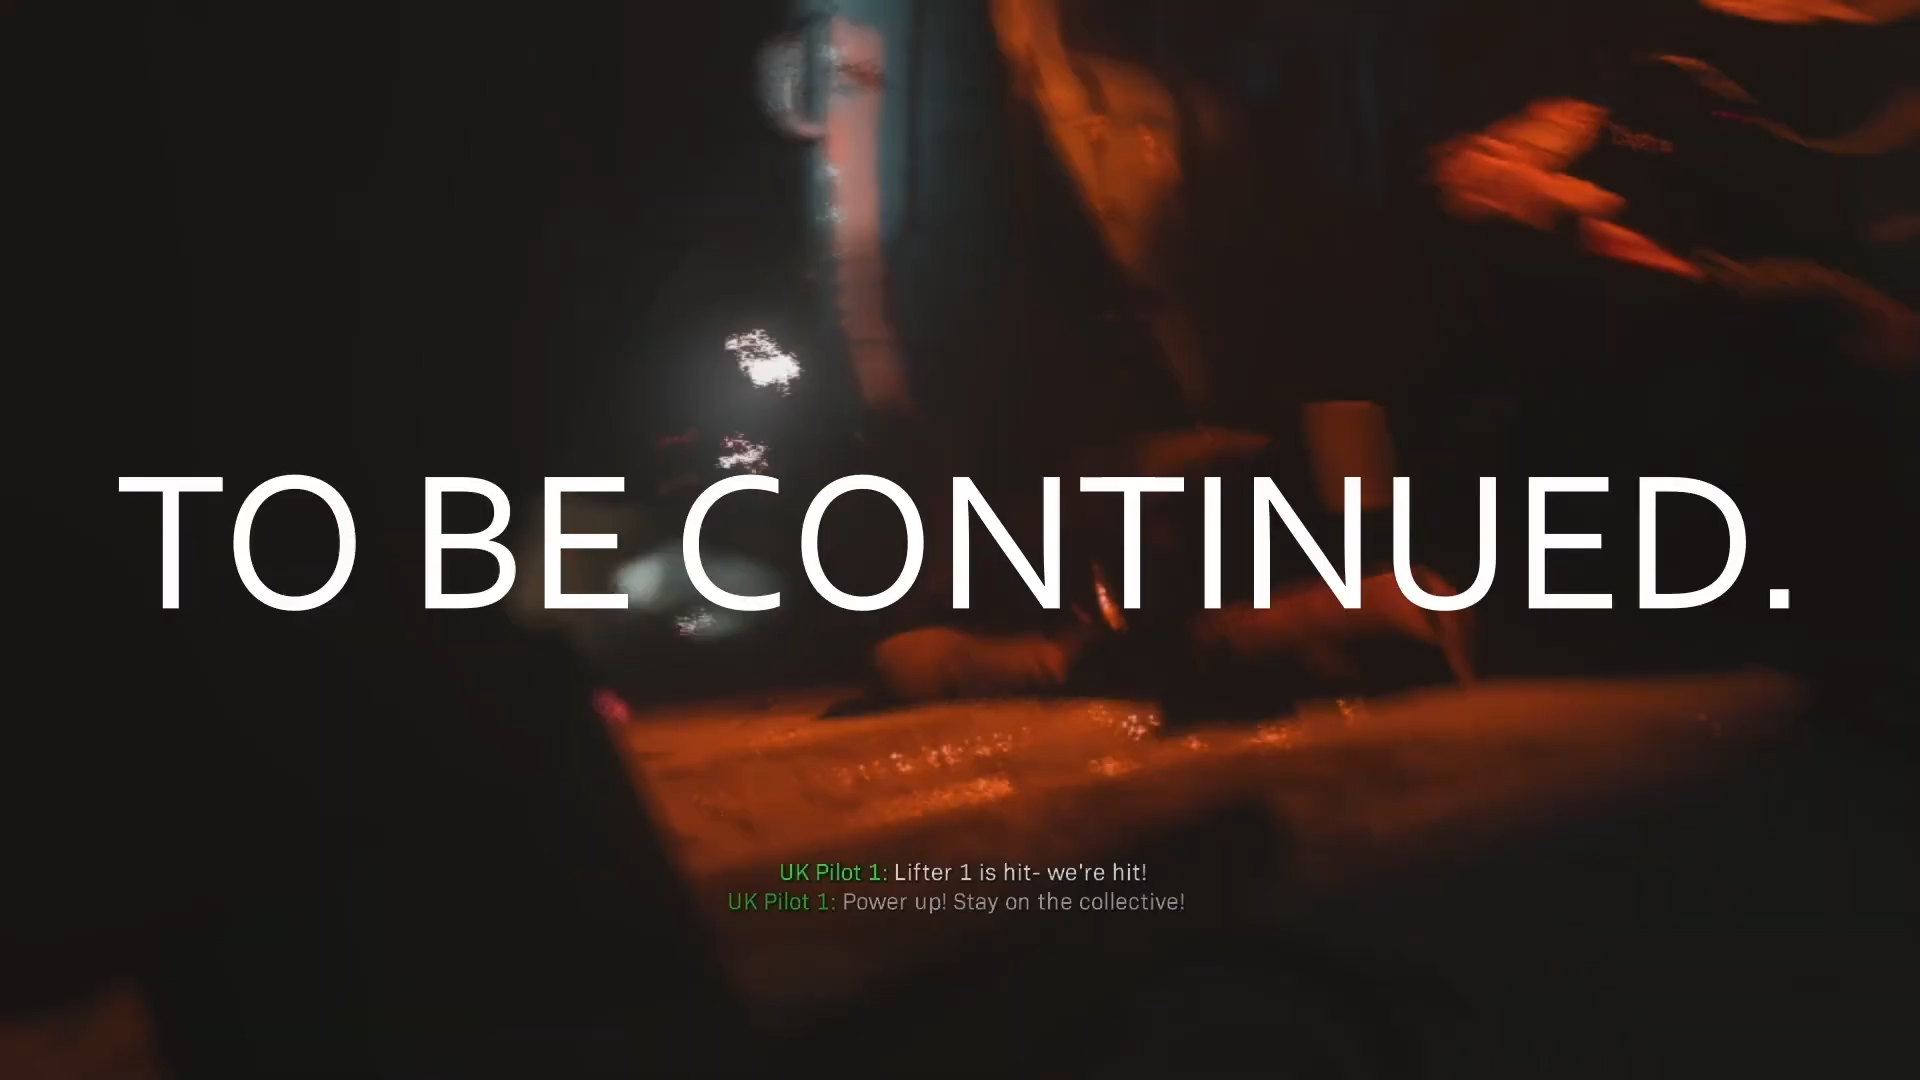 TO BE CONTINUED.
UK Pilot 1: Lifter 1 is hit- we're hit!
UK Pilot 1: Power up! Stay on the collective!